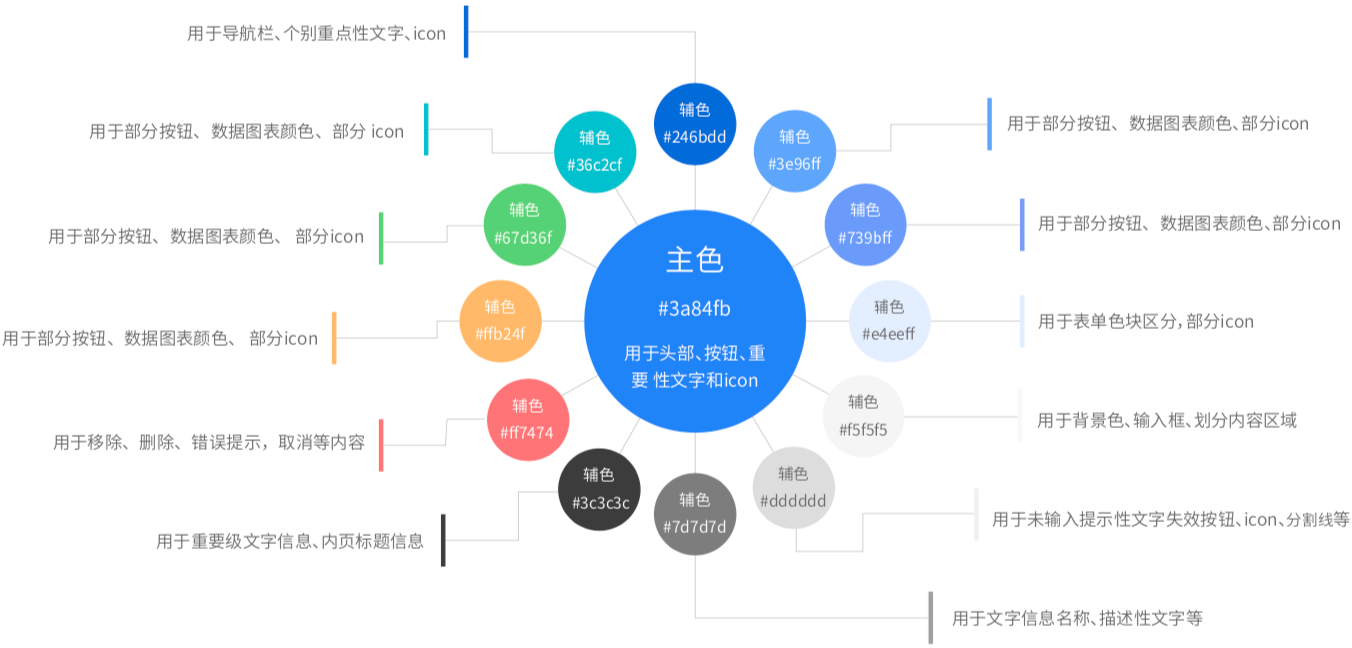 用于导航栏、个别重点性文字、icon
辅色
#246bdd
用于部分按钮、数据图表颜色、部分 icon
辅色
#36c2cf
辅色
#3e96ff
用于部分按钮、数据图表颜色、部分icon
用于部分按钮、数据图表颜色、 部分icon
辅色
#67d36f
辅色
#739bff
用于部分按钮、数据图表颜色、部分icon
主色
#3a84fb
用于头部、按钮、重
要 性文字和icon
用于部分按钮、数据图表颜色、 部分icon
辅色
#ffb24f
辅色
#e4eeff
用于表单色块区分，部分icon
用于移除、删除、错误提示，取消等内容
辅色
#ff7474
辅色
#f5f5f5
用于背景色、输入框、划分内容区域
用于重要级文字信息、内页标题信息
辅色
#3c3c3c
辅色
#7d7d7d
辅色
#dddddd
用于未输入提示性文字失效按钮、icon、分割线等
用于文字信息名称、描述性文字等